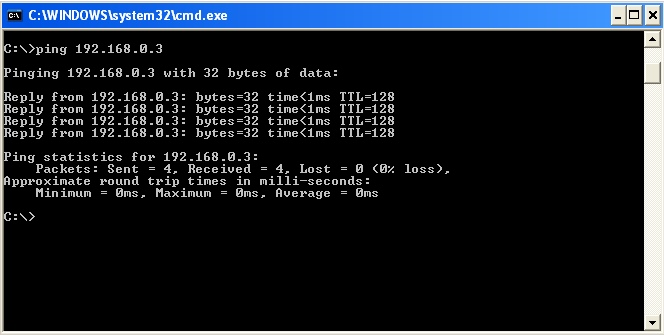 C:\WINDOWS\system32\cmd.exe
C:\>ping 192.168.0.3
Pinging 192.168.0.3 with 32 bytes of data:
Reply from 192.168.0.3: bytes=32 time<1ms TTL=128
Reply from 192.168.0.3: bytes=32 time<1ms TTL=128
Reply from 192.168.0.3: bytes=32 time<1ms TTL=128
Reply from 192.168.0.3: bytes=32 time<1ms TTL=128
Ping statistics for 192.168.0.3:
    Packets: Sent = 4, Received = 4, Lost = 0 (0% loss),
Approximate round trip times in milli-seconds:
    Minimum = 0ms, Maximum = 0ms, Average = 0ms
C:\>